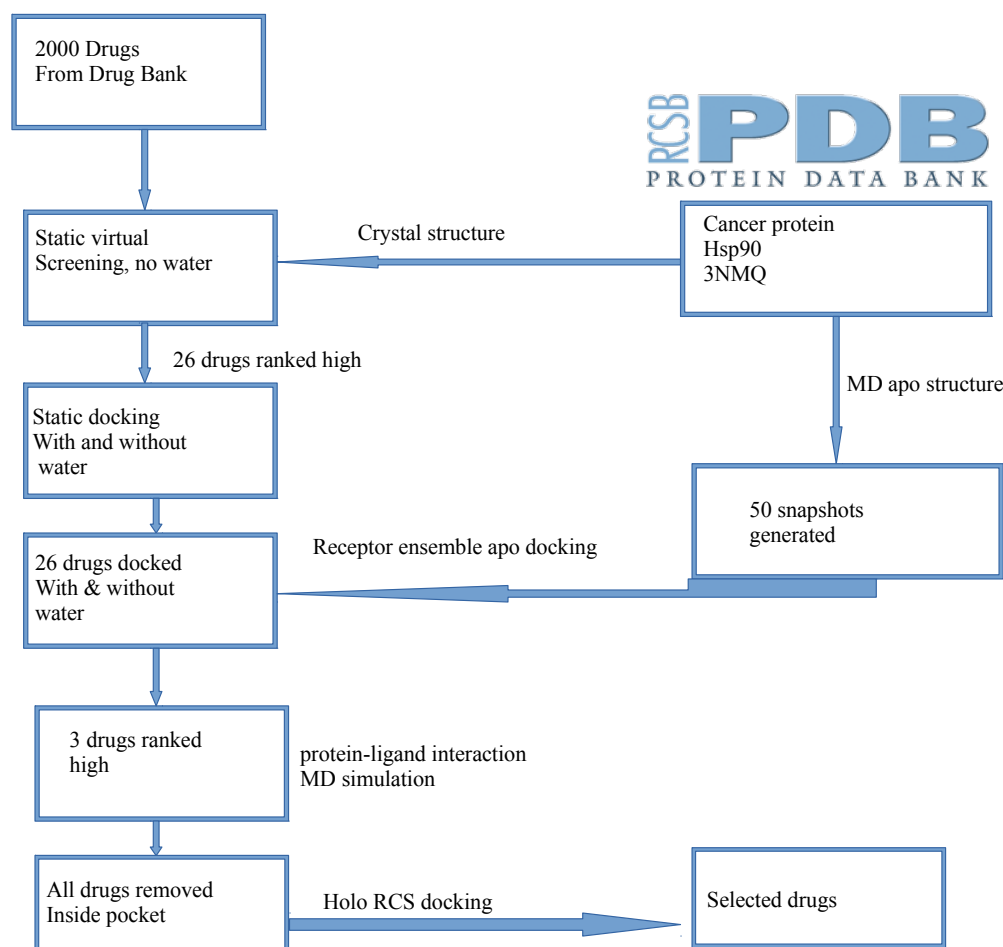 2000 Drugs
From Drug Bank
RCSB
PDB
PROTEIN DATA BANK
Static virtual
Screening, no water
Crystal structure
Cancer protein
Hsp90
3NMQ
26 drugs ranked high
MD apo structure
Static docking
With and without
water
50 snapshots
generated
Receptor ensemble apo docking
26 drugs docked
With & without
water
3 drugs ranked
high
protein-ligand interaction
MD simulation
All drugs removed
Inside pocket
Holo RCS docking
Selected drugs